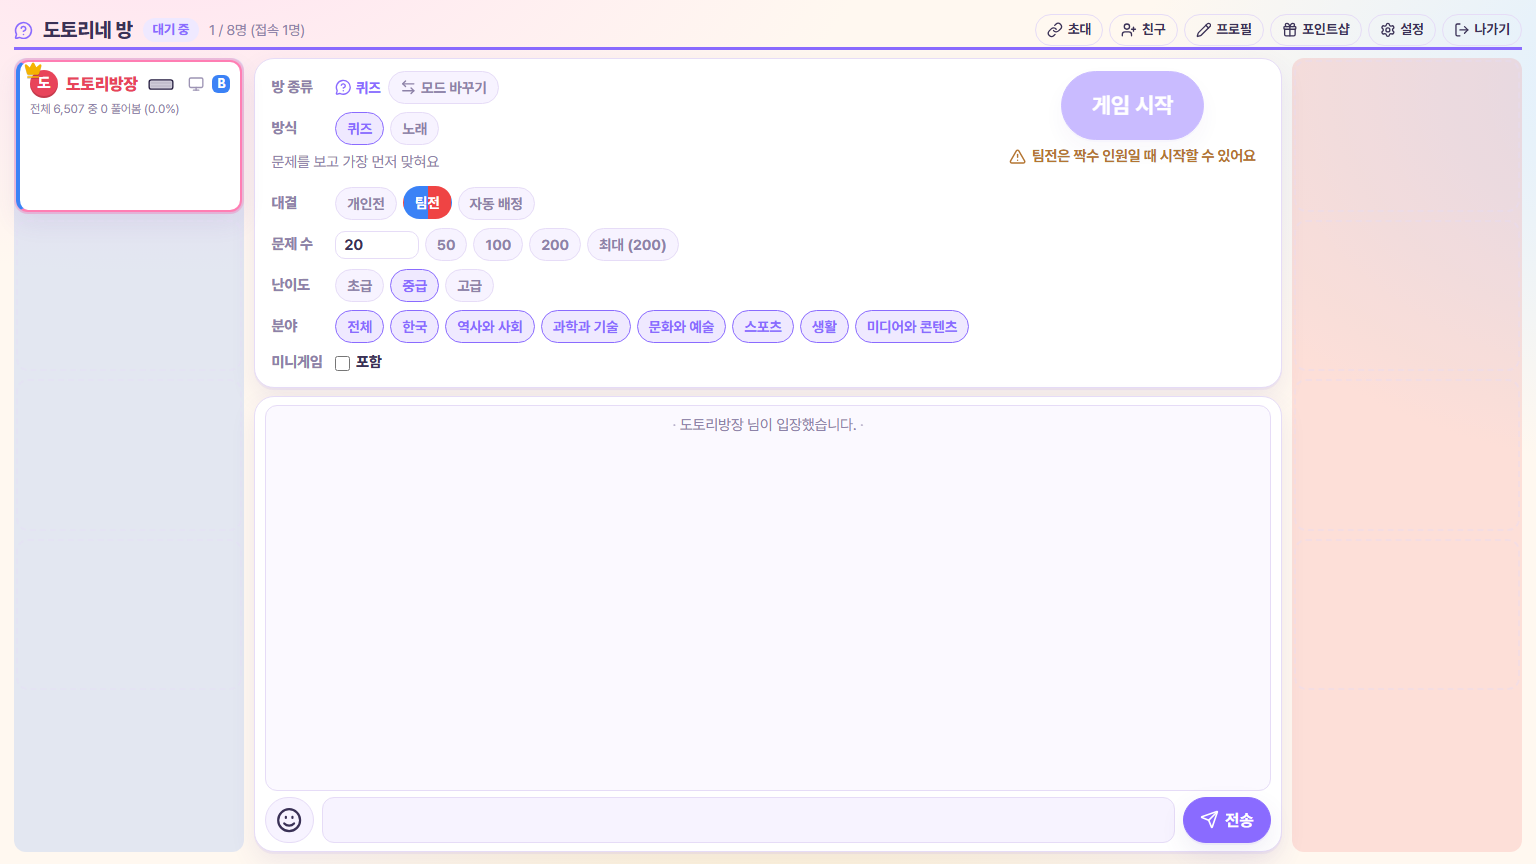 도토리네 방 대기 중 1 / 8명 (접속 1명) 초대 친구 프로필 포인트샵 설정 나가기
도 도토리방장 B
전체 6,507 중 0 풀어봄 (0.0%)
방 종류 퀴즈 모드 바꾸기
게임 시작
방식 퀴즈 노래
문제를 보고 가장 먼저 맞혀요
팀전은 짝수 인원일 때 시작할 수 있어요
대결 개인전 팀전 자동 배정
문제 수 20 50 100 200 최대 (200)
난이도 초급 중급 고급
분야 전체 한국 역사와 사회 과학과 기술 문화와 예술 스포츠 생활 미디어와 콘텐츠
미니게임 포함
· 도토리방장 님이 입장했습니다. ·
전송